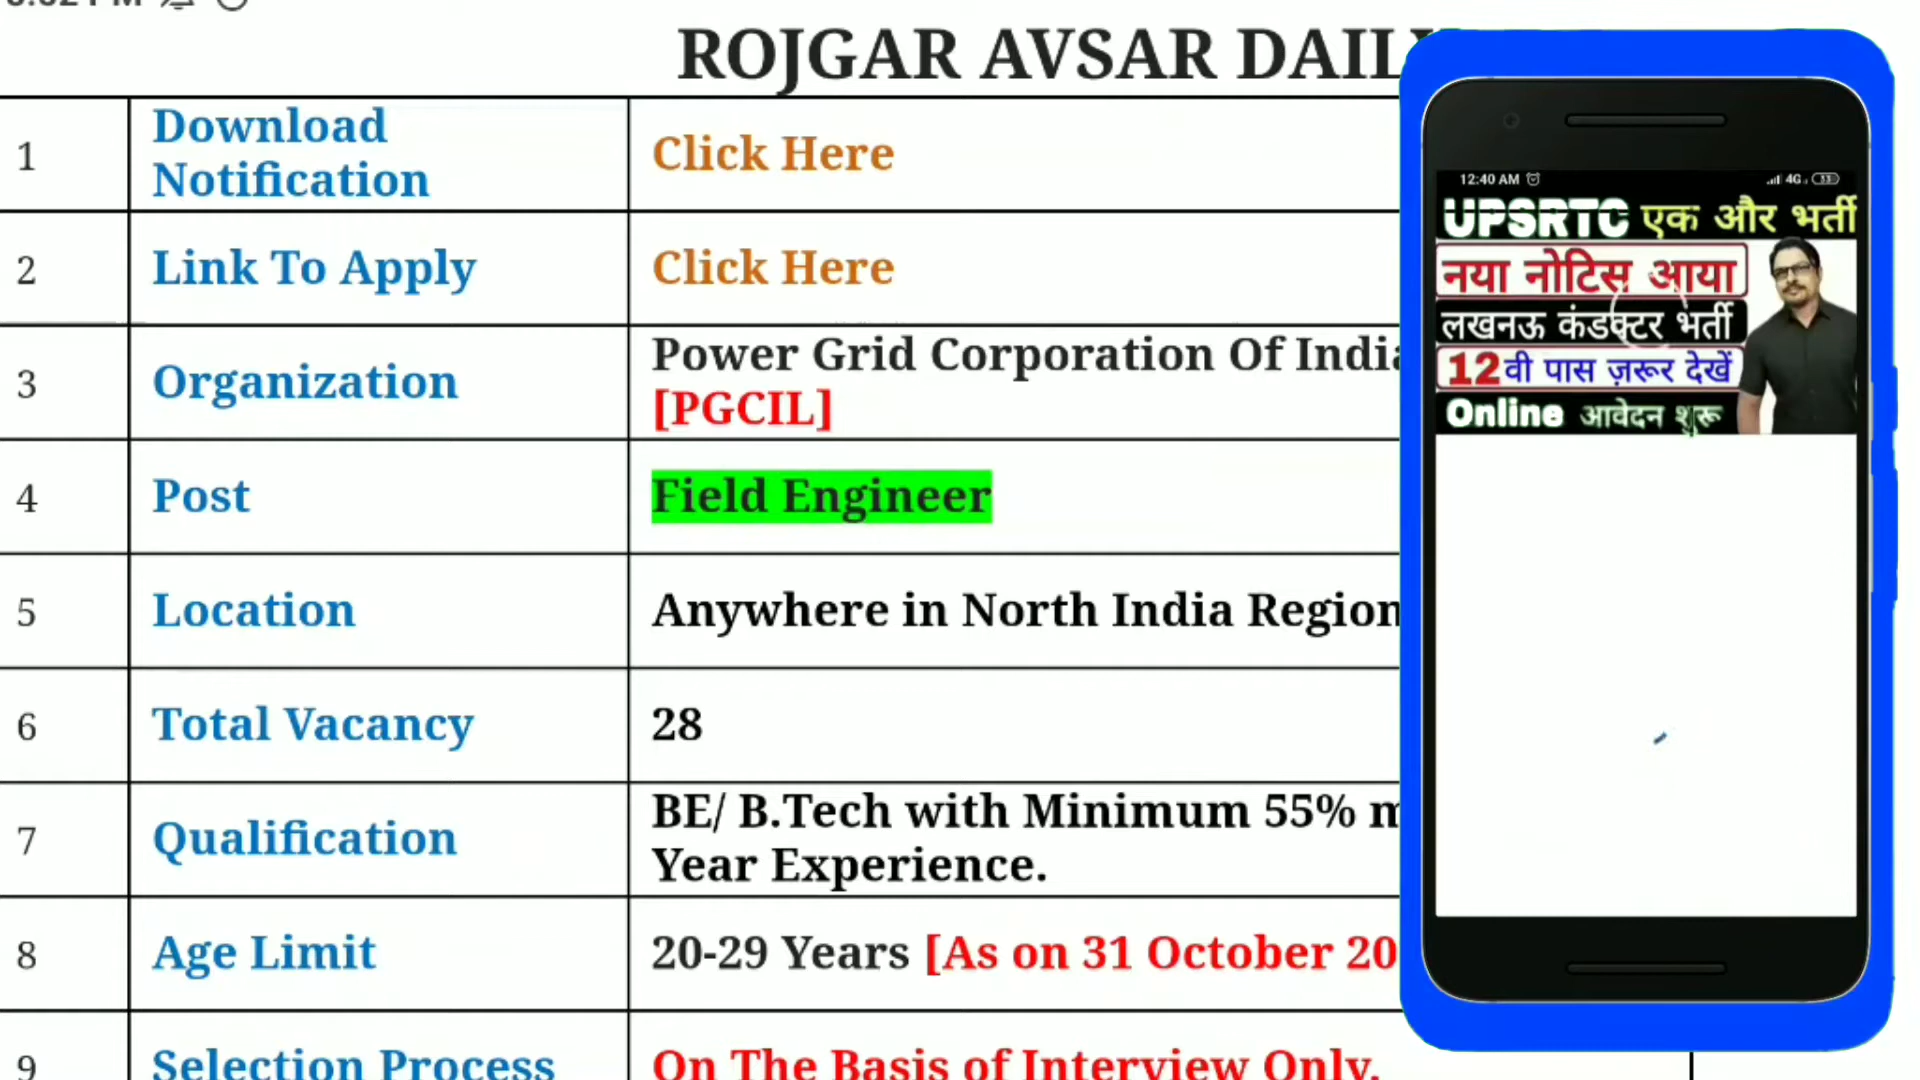 ROJGAR AVSAR DAILY
1 Download Notification Click Here
2 Link To Apply Click Here
3 Organization Power Grid Corporation Of India
[PGCIL]
4 Post Field Engineer
5 Location Anywhere in North India Region
6 Total Vacancy 28
7 Qualification BE/ B.Tech with Minimum 55%
Year Experience.
8 Age Limit 20-29 Years [As on 31 October 20
9 Selection Process On The Basis of Interview Only.
12:40 AM 4G 33
UPSRTC एक और भर्ती
नया नोटिस आया
लखनऊ कंडक्टर भर्ती
12वी पास ज़रूर देखें
Online आवेदन शुरू